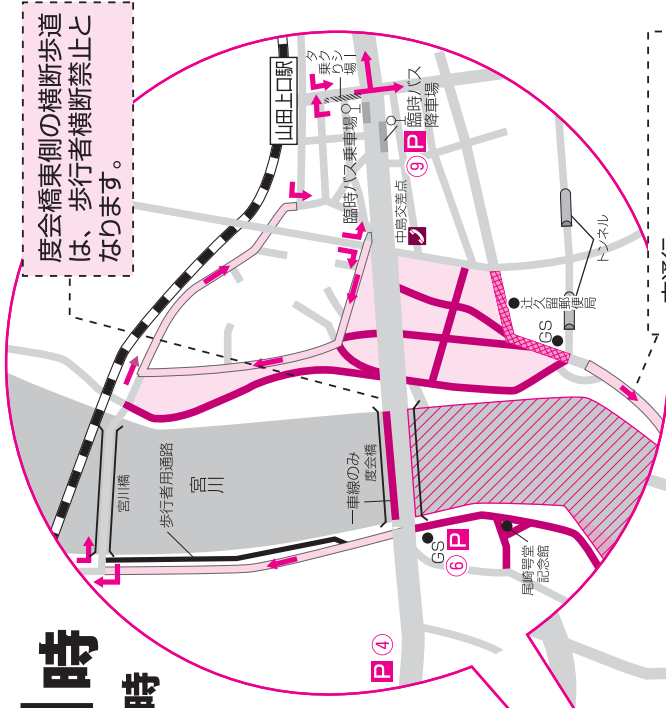 度会橋東側の横断歩道
は、歩行者横断禁止と
なります。
山田上口駅
タクシー
乗り場
臨時バス乗車場
臨時バス
降車場
P
⑨
中島交差点
トンネル
辻久留郵便局
GS
宮川橋
歩行者用通路
宮川
一車線のみ
度会橋
GS
P
⑥
尾崎咢堂
記念館
P
④
時
時